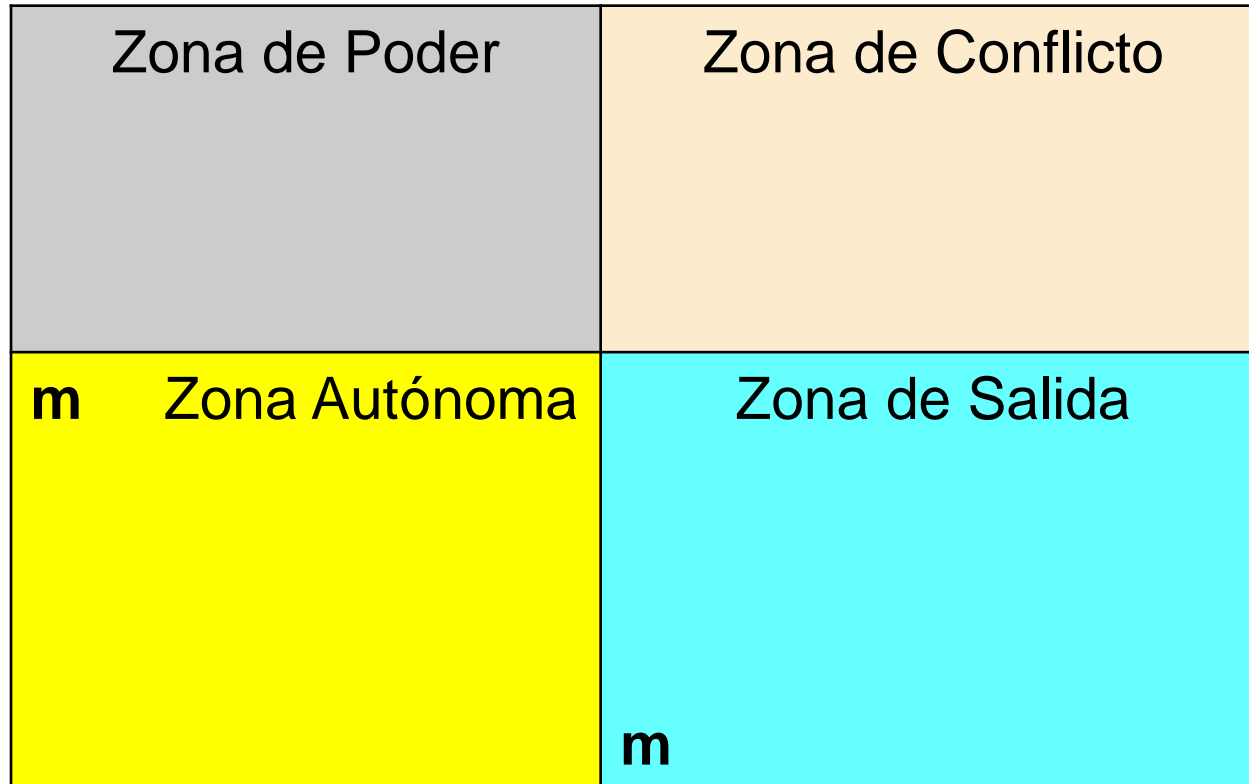 Zona de Poder
Zona de Conflicto
m Zona Autónoma
Zona de Salida
m